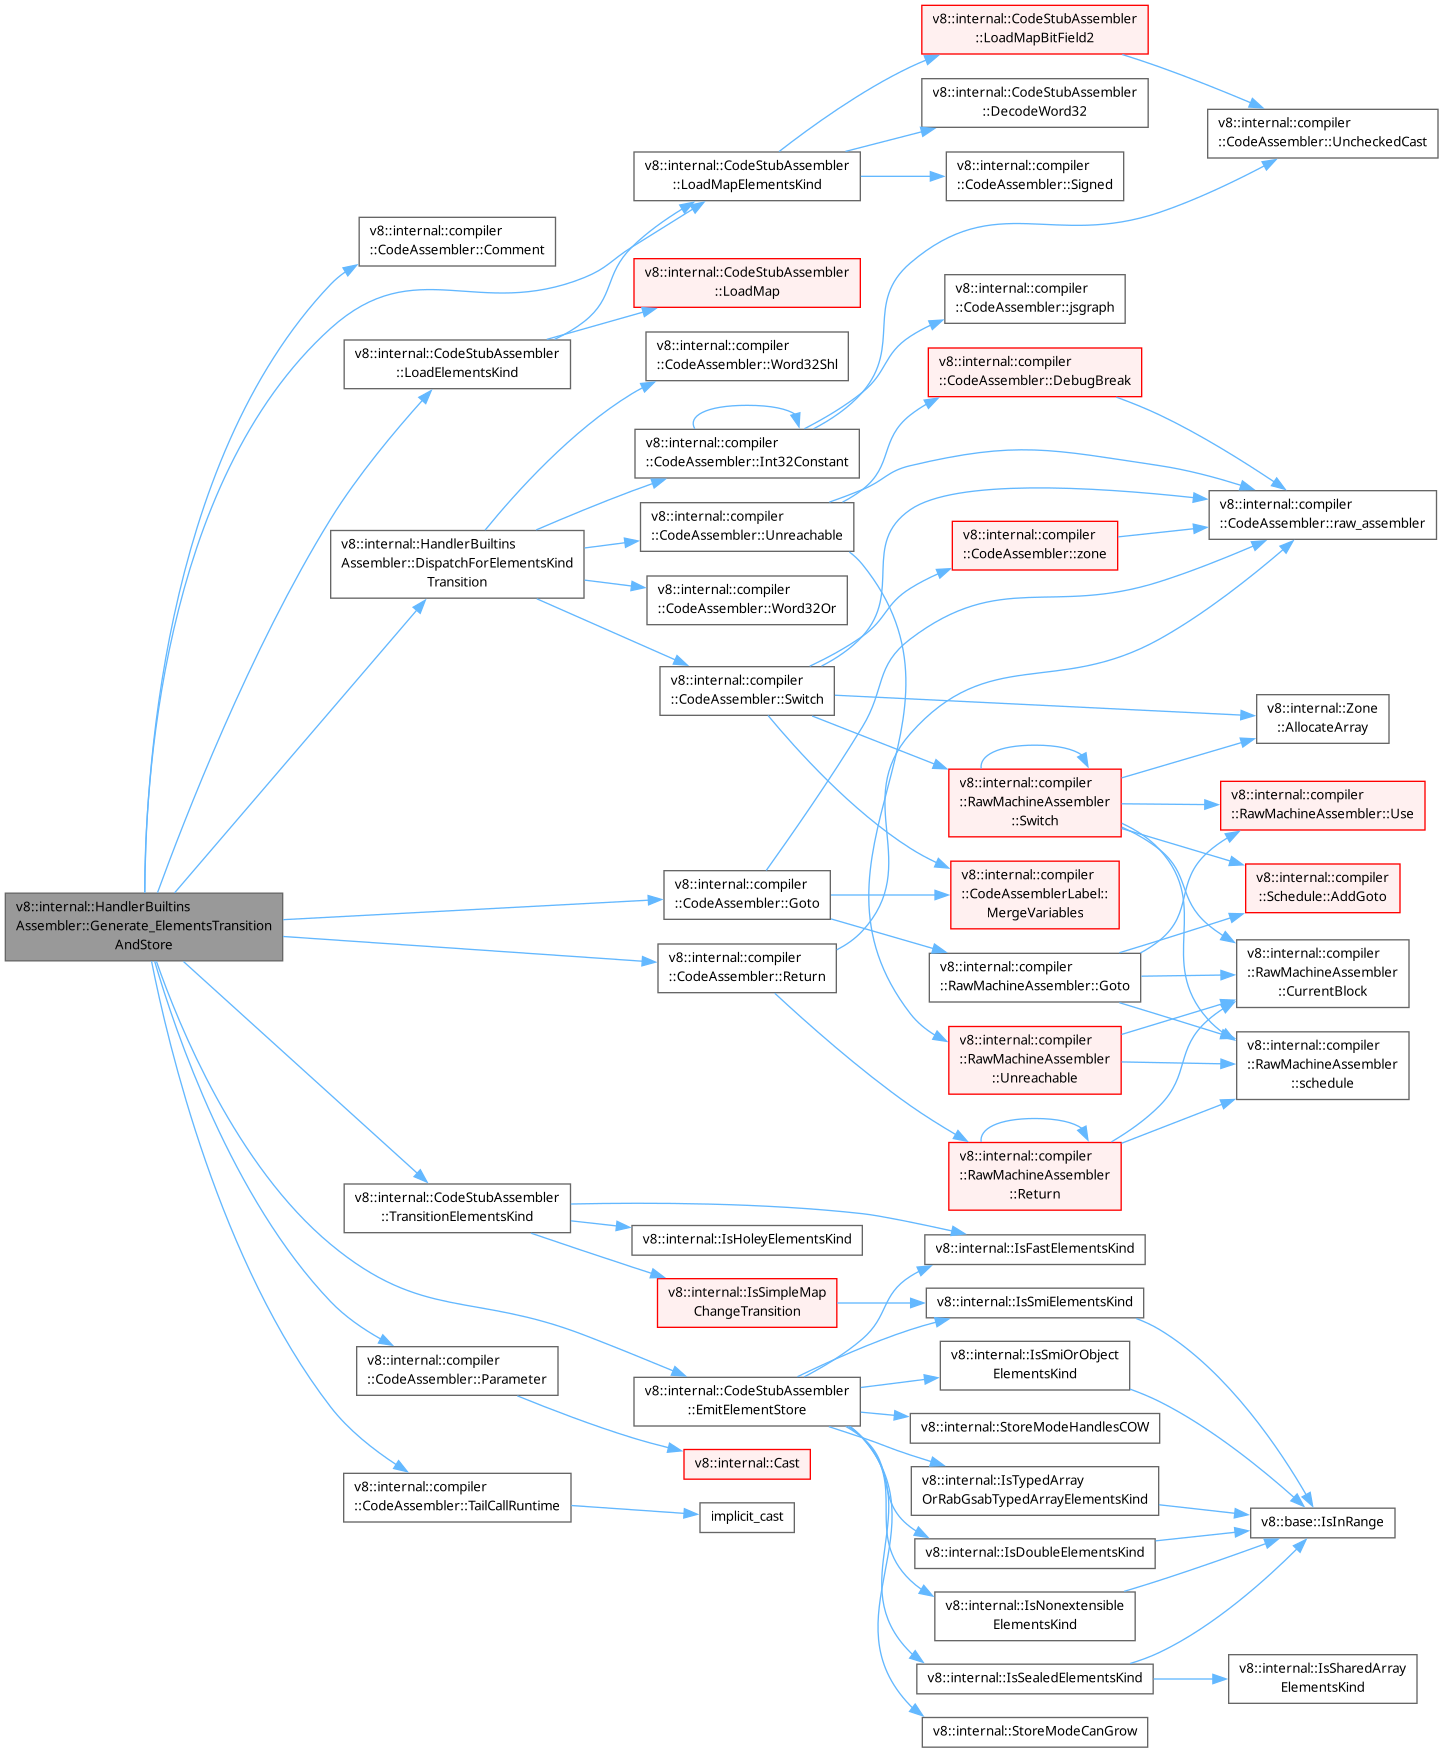 v8::internal::HandlerBuiltins
Assembler::Generate_ElementsTransition
AndStore
v8::internal::compiler
::CodeAssembler::Comment
v8::internal::CodeStubAssembler
::LoadElementsKind
v8::internal::HandlerBuiltins
Assembler::DispatchForElementsKind
Transition
v8::internal::CodeStubAssembler
::TransitionElementsKind
v8::internal::compiler
::CodeAssembler::Parameter
v8::internal::compiler
::CodeAssembler::TailCallRuntime
v8::internal::CodeStubAssembler
::LoadMapElementsKind
v8::internal::CodeStubAssembler
::LoadMap
v8::internal::compiler
::CodeAssembler::Word32Shl
v8::internal::compiler
::CodeAssembler::Int32Constant
v8::internal::compiler
::CodeAssembler::Unreachable
v8::internal::compiler
::CodeAssembler::Word32Or
v8::internal::compiler
::CodeAssembler::Switch
v8::internal::compiler
::CodeAssembler::Goto
v8::internal::compiler
::CodeAssembler::Return
v8::internal::IsHoleyElementsKind
v8::internal::IsSimpleMap
ChangeTransition
v8::internal::CodeStubAssembler
::EmitElementStore
v8::internal::Cast
implicit_cast
v8::internal::CodeStubAssembler
::LoadMapBitField2
v8::internal::CodeStubAssembler
::DecodeWord32
v8::internal::compiler
::CodeAssembler::Signed
v8::internal::compiler
::CodeAssembler::jsgraph
v8::internal::compiler
::CodeAssembler::DebugBreak
v8::internal::compiler
::CodeAssembler::zone
v8::internal::compiler
::RawMachineAssembler
::Switch
v8::internal::compiler
::CodeAssemblerLabel::
MergeVariables
v8::internal::compiler
::RawMachineAssembler::Goto
v8::internal::compiler
::RawMachineAssembler
::Unreachable
v8::internal::compiler
::RawMachineAssembler
::Return
v8::internal::IsFastElementsKind
v8::internal::IsSmiElementsKind
v8::internal::IsSmiOrObject
ElementsKind
v8::internal::StoreModeHandlesCOW
v8::internal::IsTypedArray
OrRabGsabTypedArrayElementsKind
v8::internal::IsDoubleElementsKind
v8::internal::IsNonextensible
ElementsKind
v8::internal::IsSealedElementsKind
v8::internal::StoreModeCanGrow
v8::internal::compiler
::CodeAssembler::UncheckedCast
v8::internal::compiler
::CodeAssembler::raw_assembler
v8::internal::Zone
::AllocateArray
v8::internal::compiler
::RawMachineAssembler::Use
v8::internal::compiler
::Schedule::AddGoto
v8::internal::compiler
::RawMachineAssembler
::CurrentBlock
v8::internal::compiler
::RawMachineAssembler
::schedule
v8::base::IsInRange
v8::internal::IsSharedArray
ElementsKind